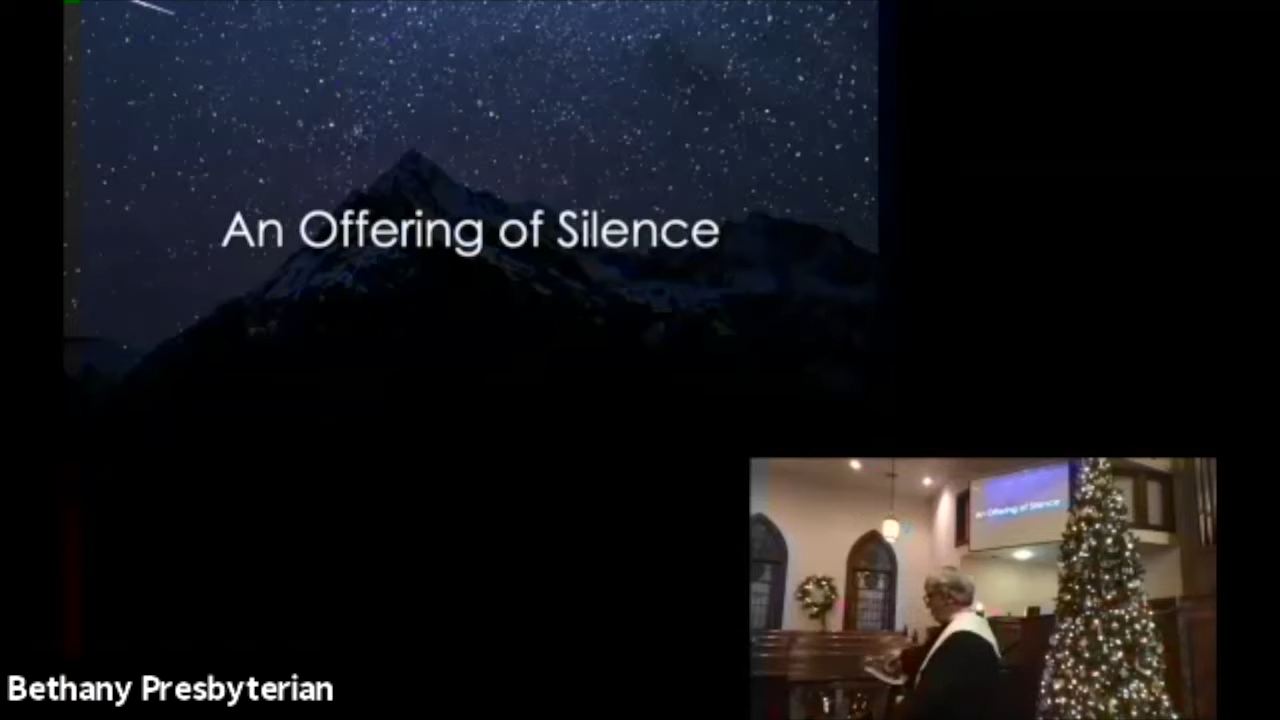 An Offering of Silence
An Offering of Silence
Bethany Presbyterian